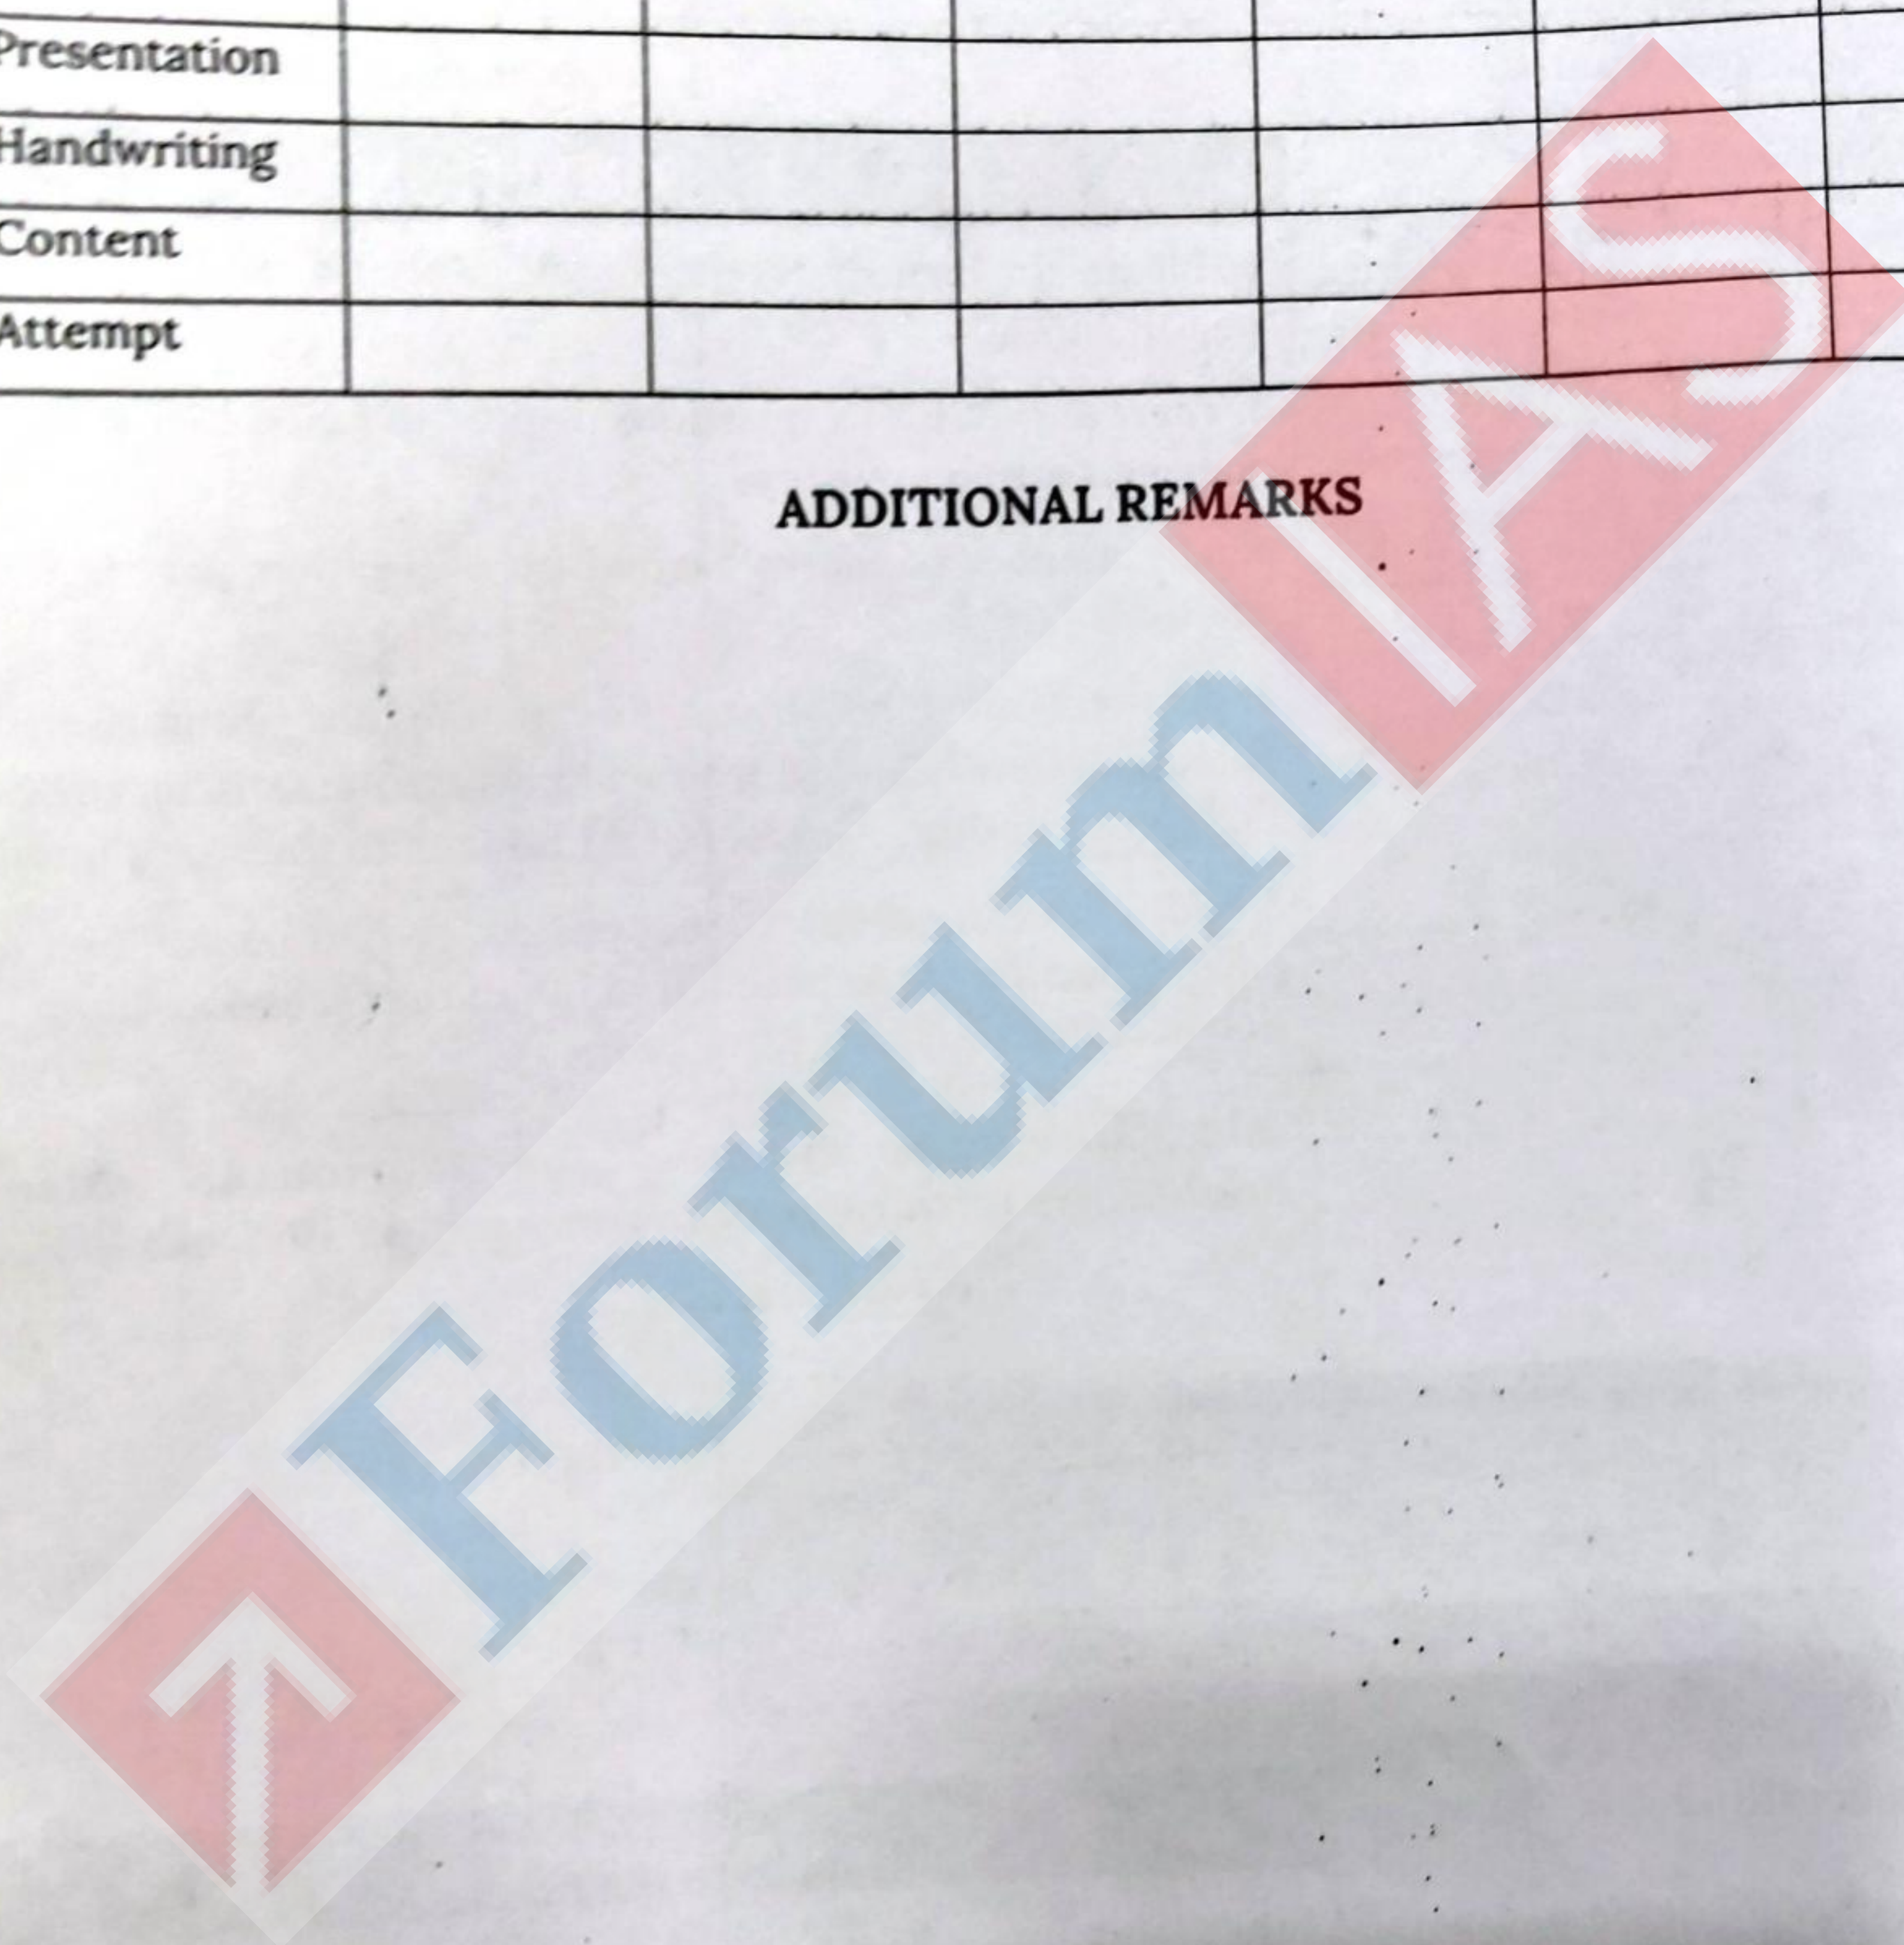 Presentation
Handwriting
Content
Attempt
ADDITIONAL REMARKS
Forum IAS